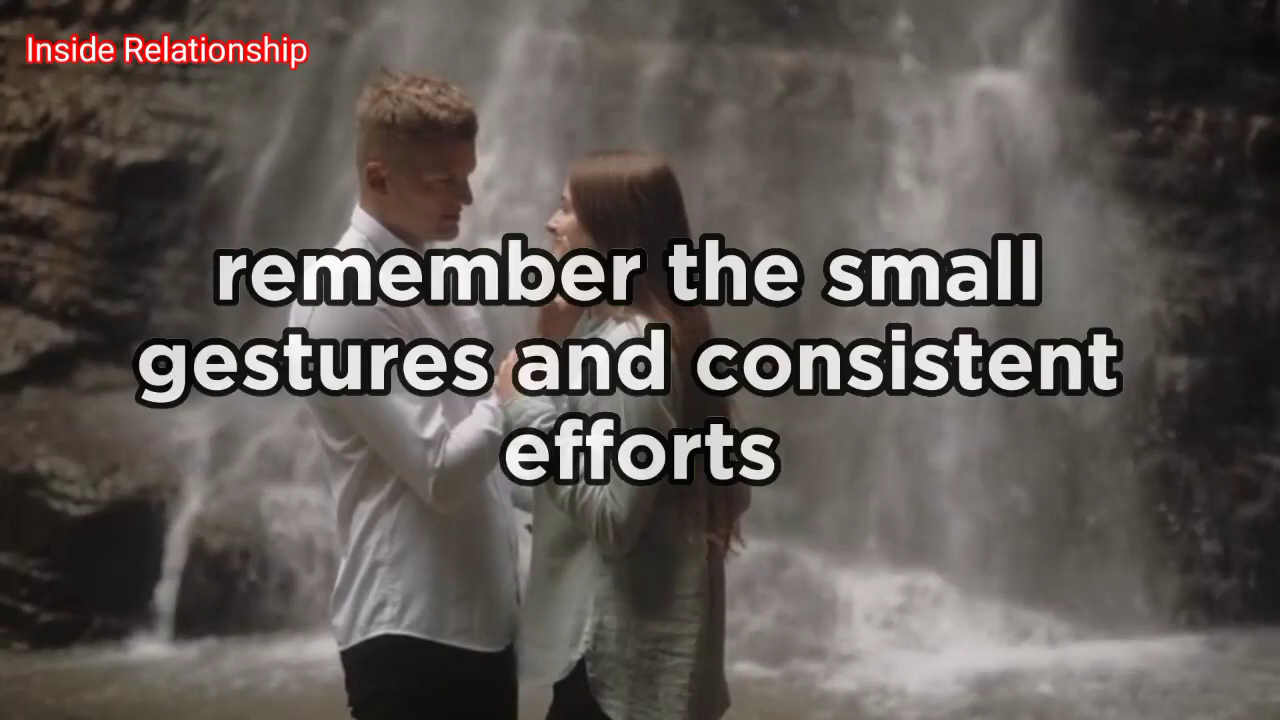 Inside Relationship
remember the small
gestures and consistent
efforts